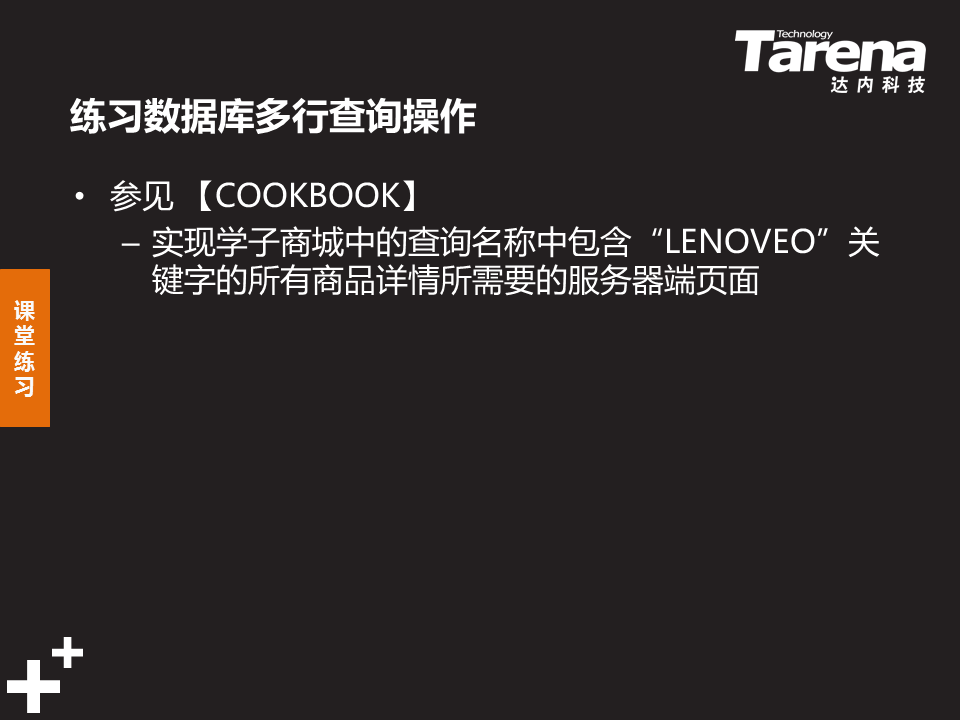 Technology
Tarena
达内科技
练习数据库多行查询操作
• 参见 【COOKBOOK】
– 实现学子商城中的查询名称中包含“LENOVEO”关
键字的所有商品详情所需要的服务器端页面
课
堂
练
习